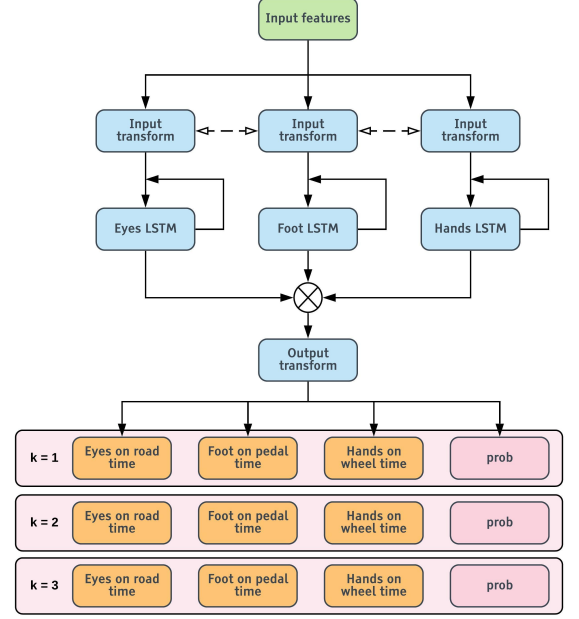 Input features
Input
transform
Input
transform
Input
transform
Eyes LSTM
Foot LSTM
Hands LSTM
Output
transform
k = 1
Eyes on road
time
Foot on pedal
time
Hands on
wheel time
prob
k = 2
Eyes on road
time
Foot on pedal
time
Hands on
wheel time
prob
k = 3
Eyes on road
time
Foot on pedal
time
Hands on
wheel time
prob